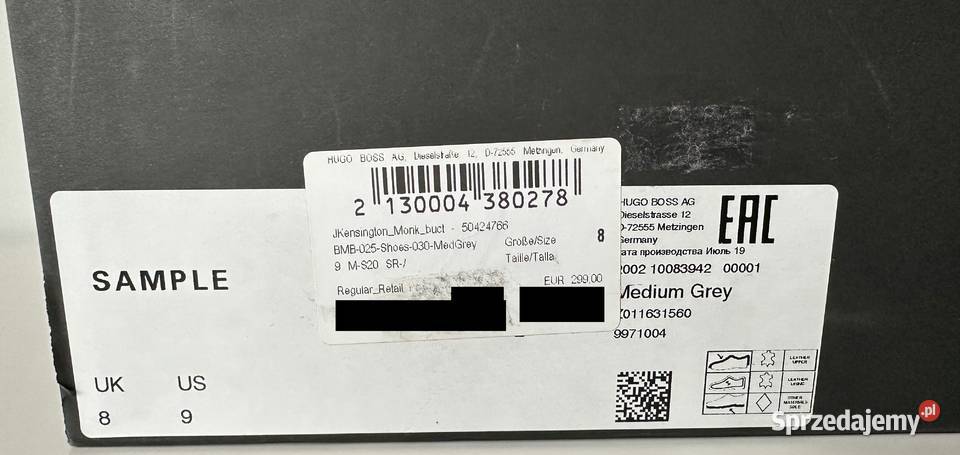 HUGO BOSS AG, Dieselstraße 12, D-72555 Metzingen, Germany
2 130004 380278
JKensington_Monk_buct - 50424766
BMB-025-Shoes-030-MedGrey
Größe/Size 8
9 M-S20 SR-/
Taille/Talla
EUR 299,00
Regular_Retail
SAMPLE
UK US
8 9
HUGO BOSS AG
Dieselstrasse 12
D-72555 Metzingen
Germany
EAC
дата производства Июль 19
2002 10083942 00001
Medium Grey
X011631560
9971004
LEATHER
UPPER
LEATHER
LINING
OTHER
MATERIALS
SOLE
Sprzedajemy.pl